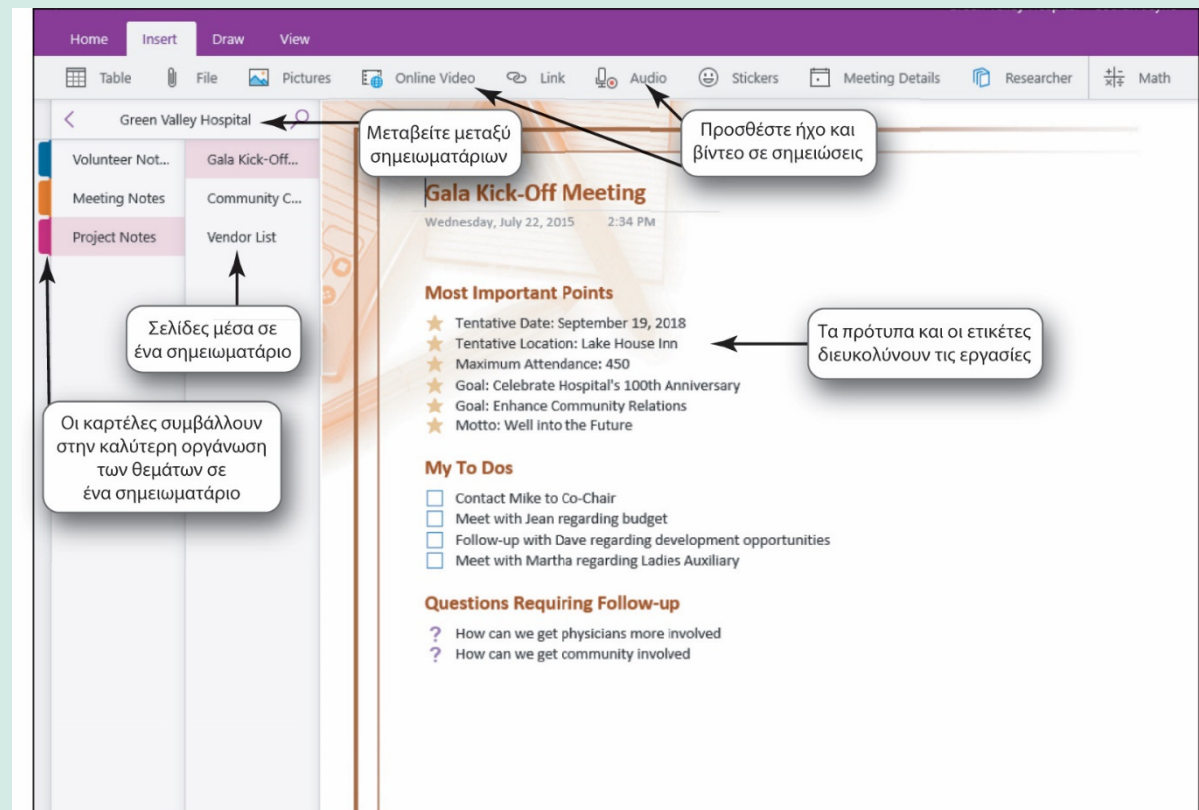 Home Insert Draw View
Table File Pictures Online Video Link Audio Stickers Meeting Details Researcher Math
Green Valley Hospital
Μεταβείτε μεταξύ
σημειωματάριων
Προσθέστε ήχο και
βίντεο σε σημειώσεις
Volunteer Not...
Meeting Notes
Project Notes
Gala Kick-Off...
Community C...
Vendor List
Σελίδες μέσα σε
ένα σημειωματάριο
Οι καρτέλες συμβάλλουν
στην καλύτερη οργάνωση
των θεμάτων σε
ένα σημειωματάριο
Gala Kick-Off Meeting
Wednesday, July 22, 2015 2:34 PM
Most Important Points
Tentative Date: September 19, 2018
Tentative Location: Lake House Inn
Maximum Attendance: 450
Goal: Celebrate Hospital's 100th Anniversary
Goal: Enhance Community Relations
Motto: Well into the Future
Τα πρότυπα και οι ετικέτες
διευκολύνουν τις εργασίες
My To Dos
Contact Mike to Co-Chair
Meet with Jean regarding budget
Follow-up with Dave regarding development opportunities
Meet with Martha regarding Ladies Auxiliary
Questions Requiring Follow-up
? How can we get physicians more involved
? How can we get community involved